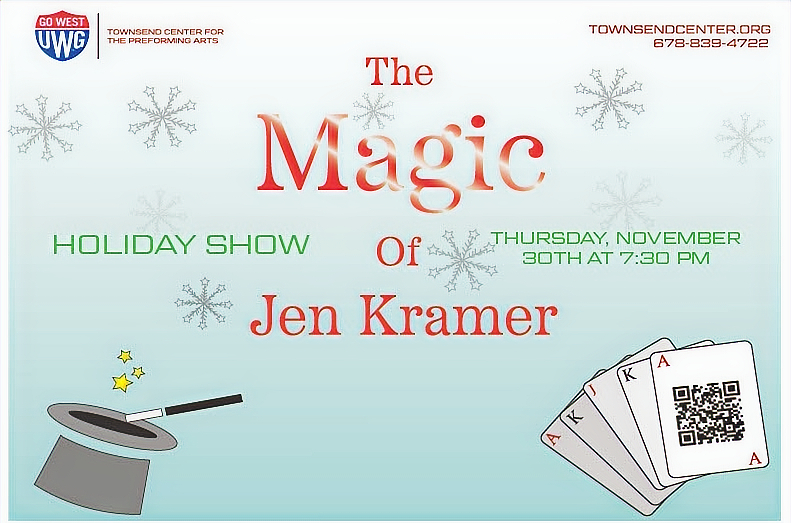 GO WEST
UWG
TOWNSEND CENTER FOR
THE PREFORMING ARTS
TOWNSENDCENTER.ORG
678-839-4722
The
Magic
HOLIDAY SHOW
Of
THURSDAY, NOVEMBER
30TH AT 7:30 PM
Jen Kramer
A
K
J
K
A
A